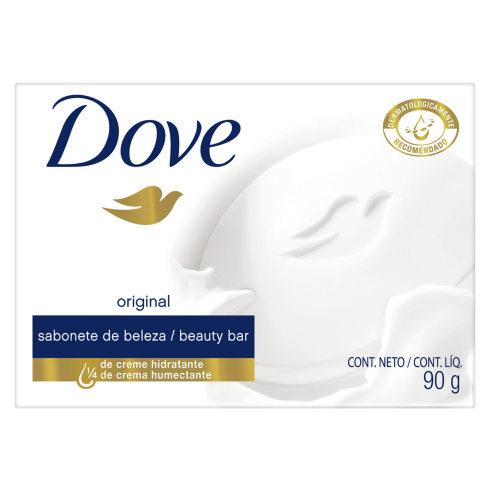 Dove
DERMATOLOGICAMENTE
RECOMENDADO
original
sabonete de beleza / beauty bar
¼ de creme hidratante
de crema humectante
CONT. NETO / CONT. LÍQ.
90 g